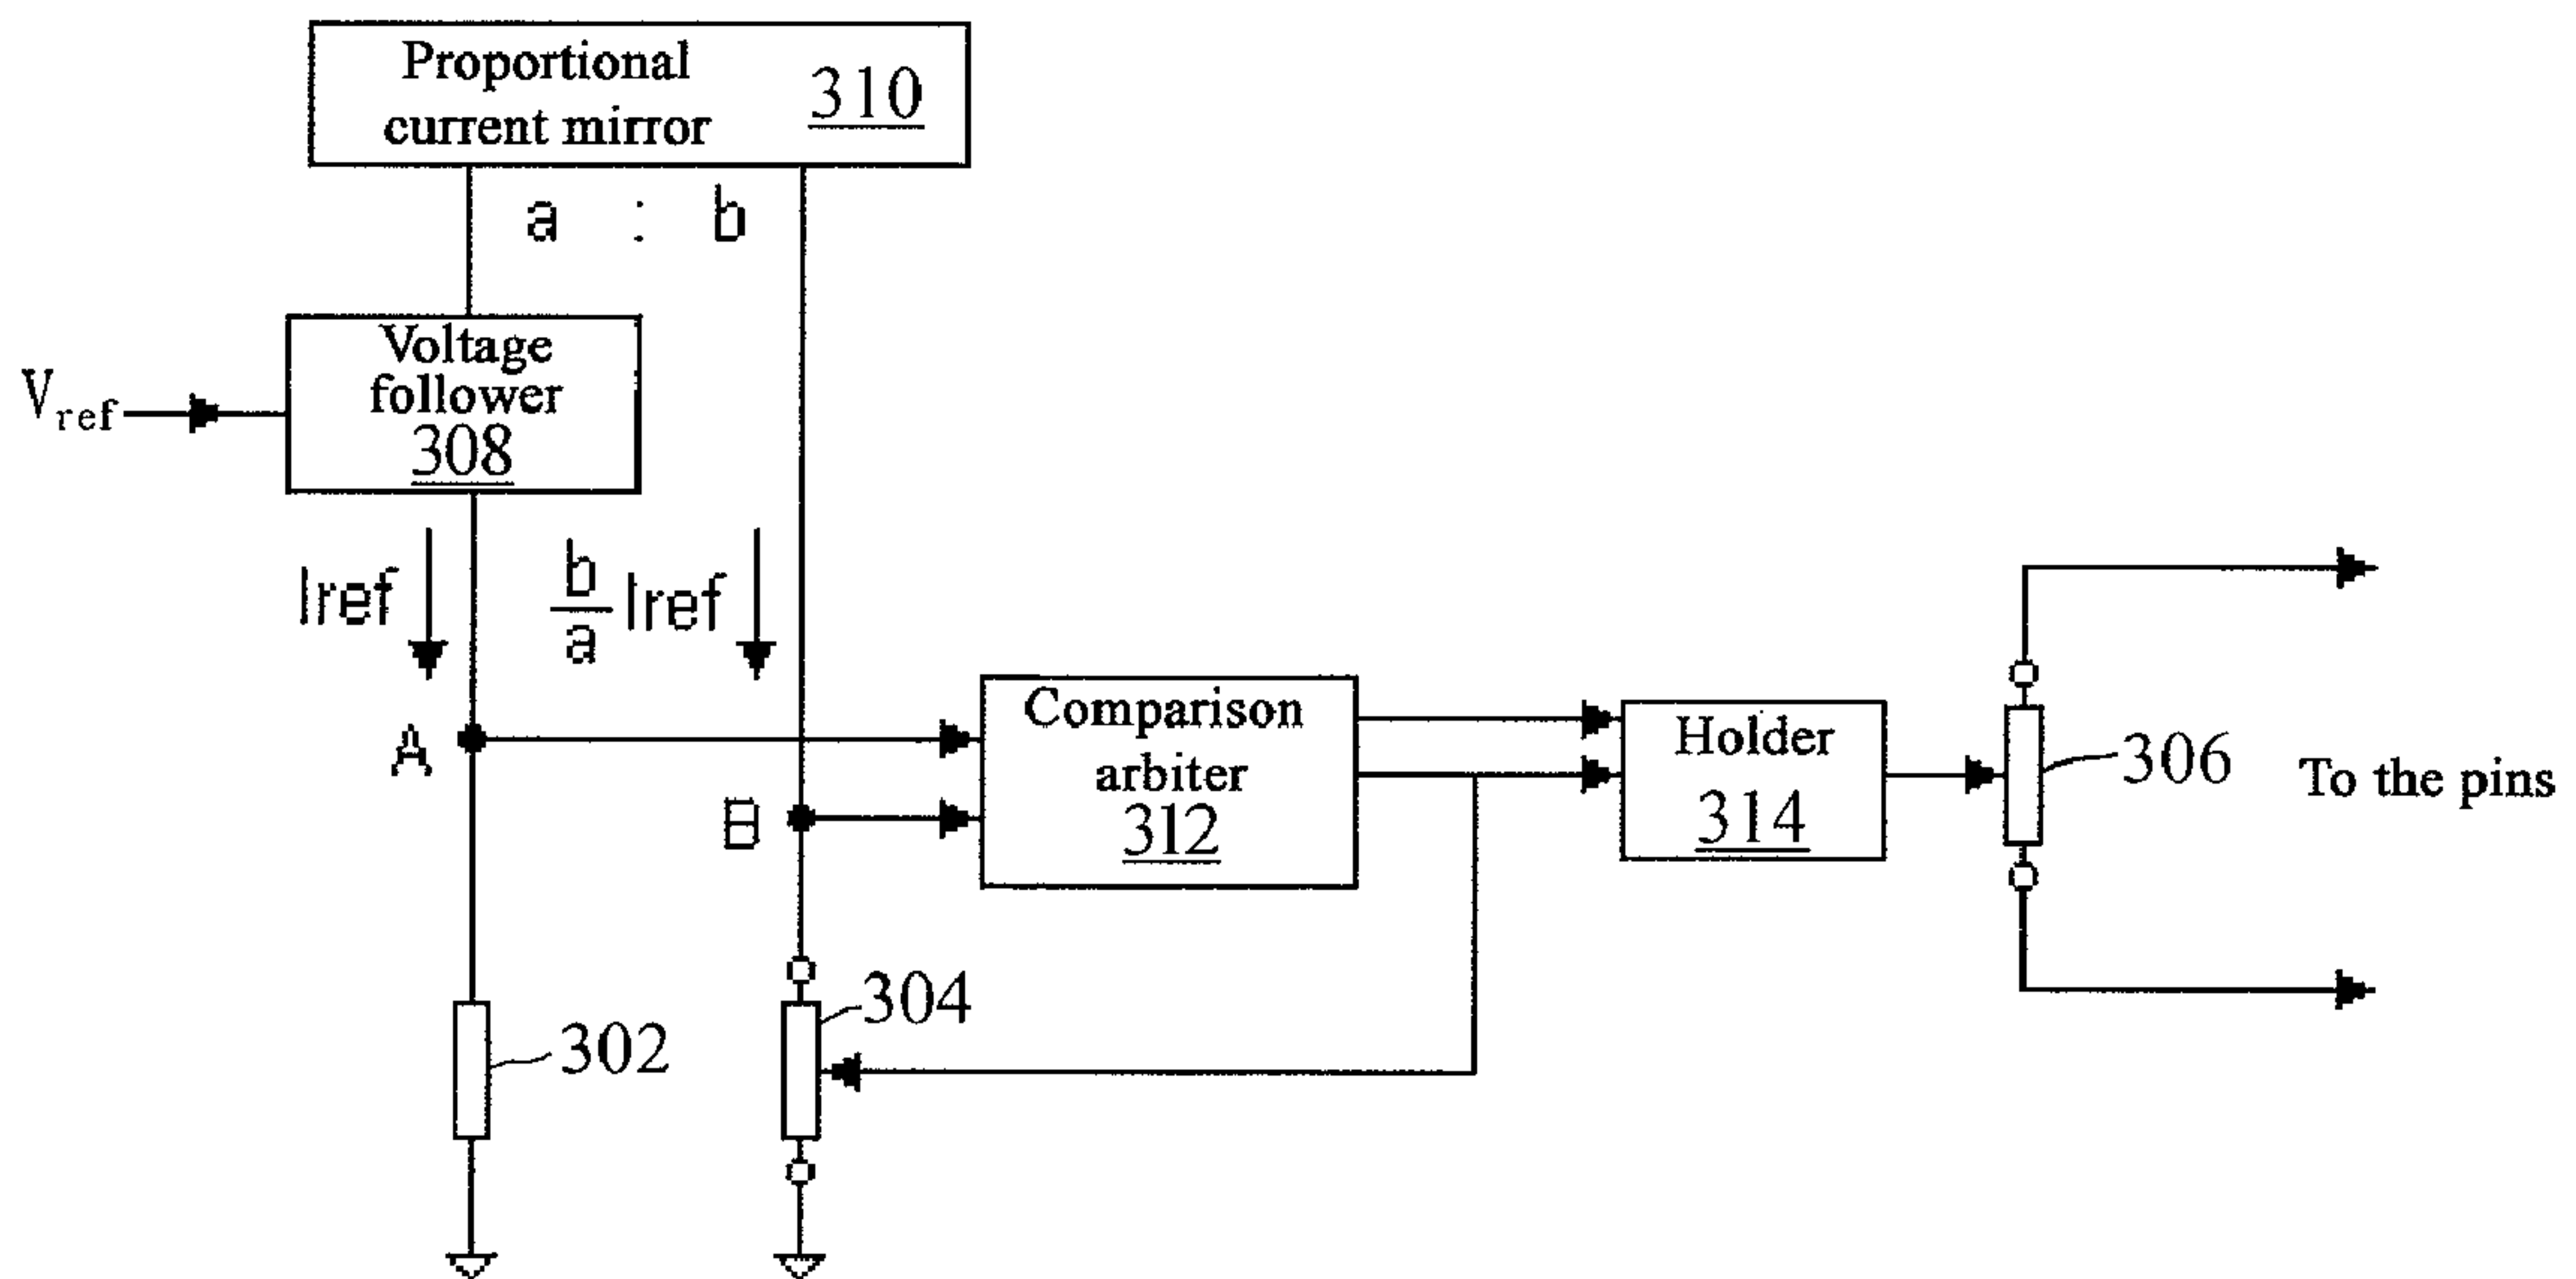 Proportional
current mirror
310
a : b
Voltage
follower
308
Vref
Iref
b
a
Iref
A
B
Comparison
arbiter
312
Holder
314
306
To the pins
304
302